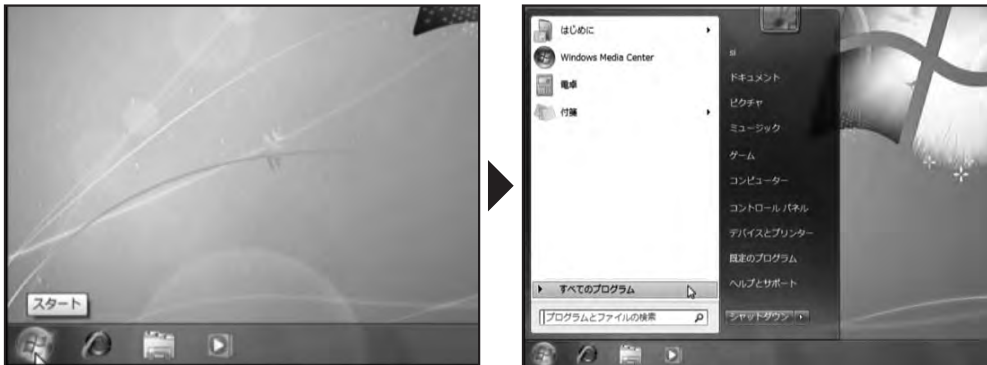 スタート
はじめに
Windows Media Center
電卓
付箋
すべてのプログラム
プログラムとファイルの検索
si
ドキュメント
ピクチャ
ミュージック
ゲーム
コンピューター
コントロール パネル
デバイスとプリンター
既定のプログラム
ヘルプとサポート
シャットダウン